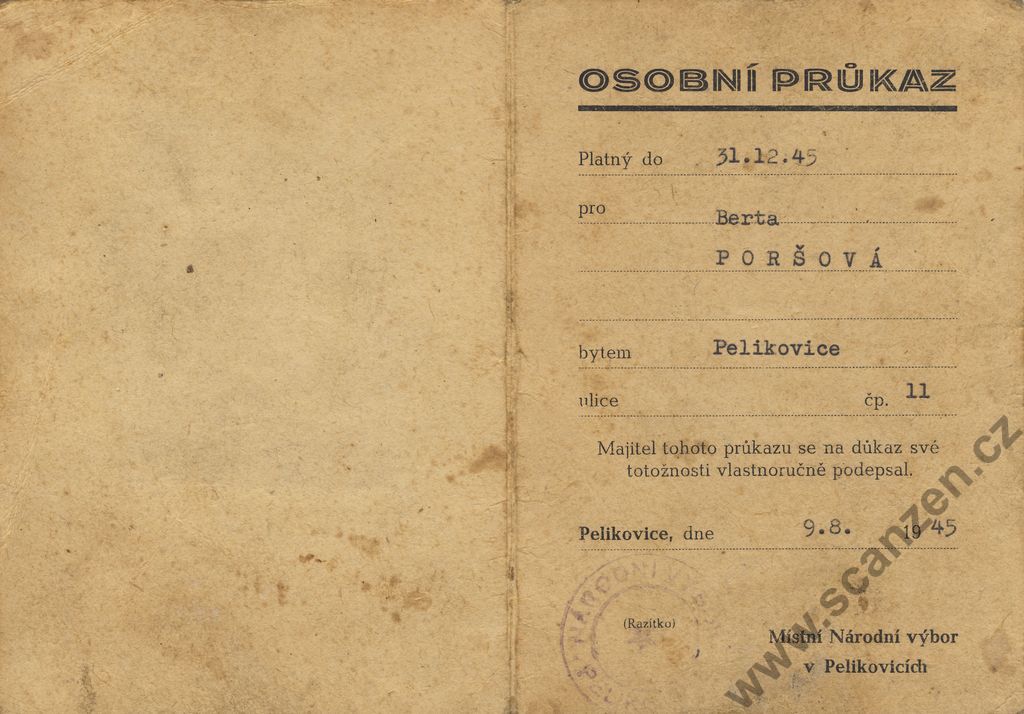 OSOBNÍ PRŮKAZ
Platný do 31.12.45
pro Berta
PORŠOVÁ
bytem Pelikovice
ulice čp. 11
Majitel tohoto průkazu se na důkaz své
totožnosti vlastnoručně podepsal.
Pelikovice, dne 9.8. 1945
NÁRODNÍ
(Razítko)
Místní Národní výbor
v Pelikovicích
www.scanzen.cz